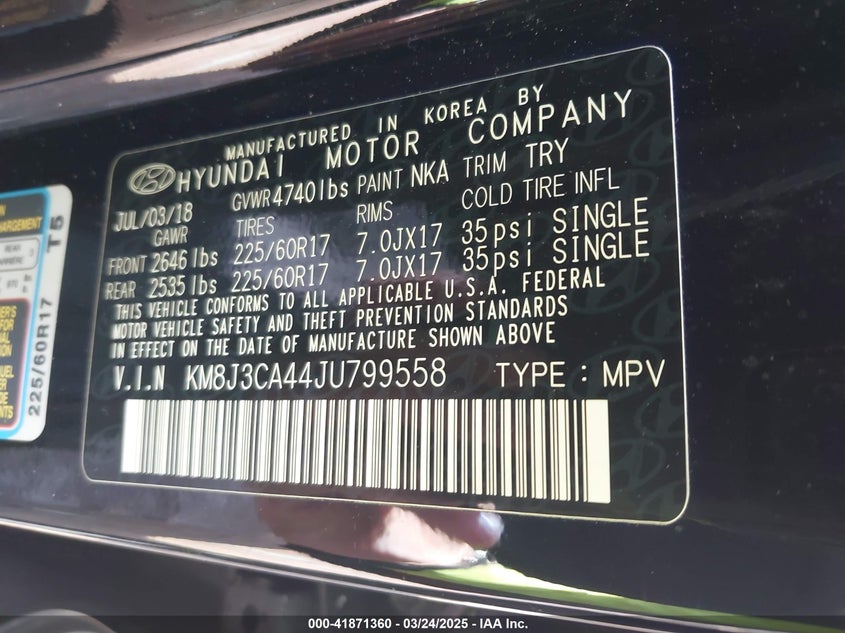 MANUFACTURED IN KOREA BY
HYUNDAI MOTOR COMPANY
JUL/03/18 GVWR 4740lbs PAINT NKA TRIM TRY
GAWR TIRES RIMS COLD TIRE INFL
FRONT 2646 lbs 225/60R17 7.0JX17 35psi SINGLE
REAR 2535 lbs 225/60R17 7.0JX17 35psi SINGLE
THIS VEHICLE CONFORMS TO ALL APPLICABLE U.S.A. FEDERAL
MOTOR VEHICLE SAFETY AND THEFT PREVENTION STANDARDS
IN EFFECT ON THE DATE OF MANUFACTURE SHOWN ABOVE
V.I.N KM8J3CA44JU799558 TYPE : MPV
REAR
225/60R17 T5
000-41871360 - 03/24/2025 - IAA Inc.